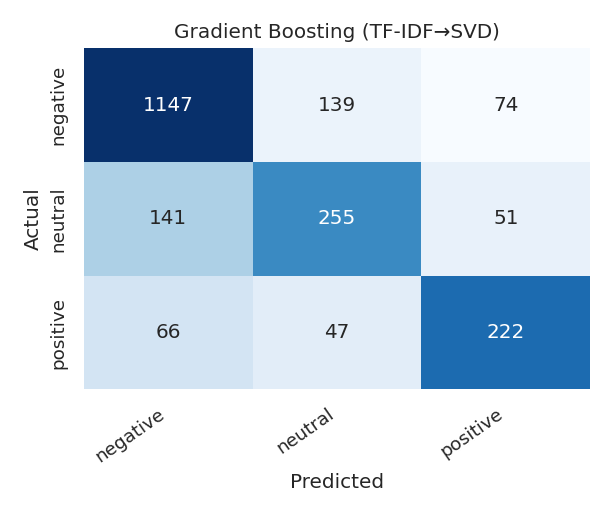 Gradient Boosting (TF-IDF→SVD)
Actual
negative
1147 139 74
neutral
141 255 51
positive
66 47 222
negative neutral positive
Predicted